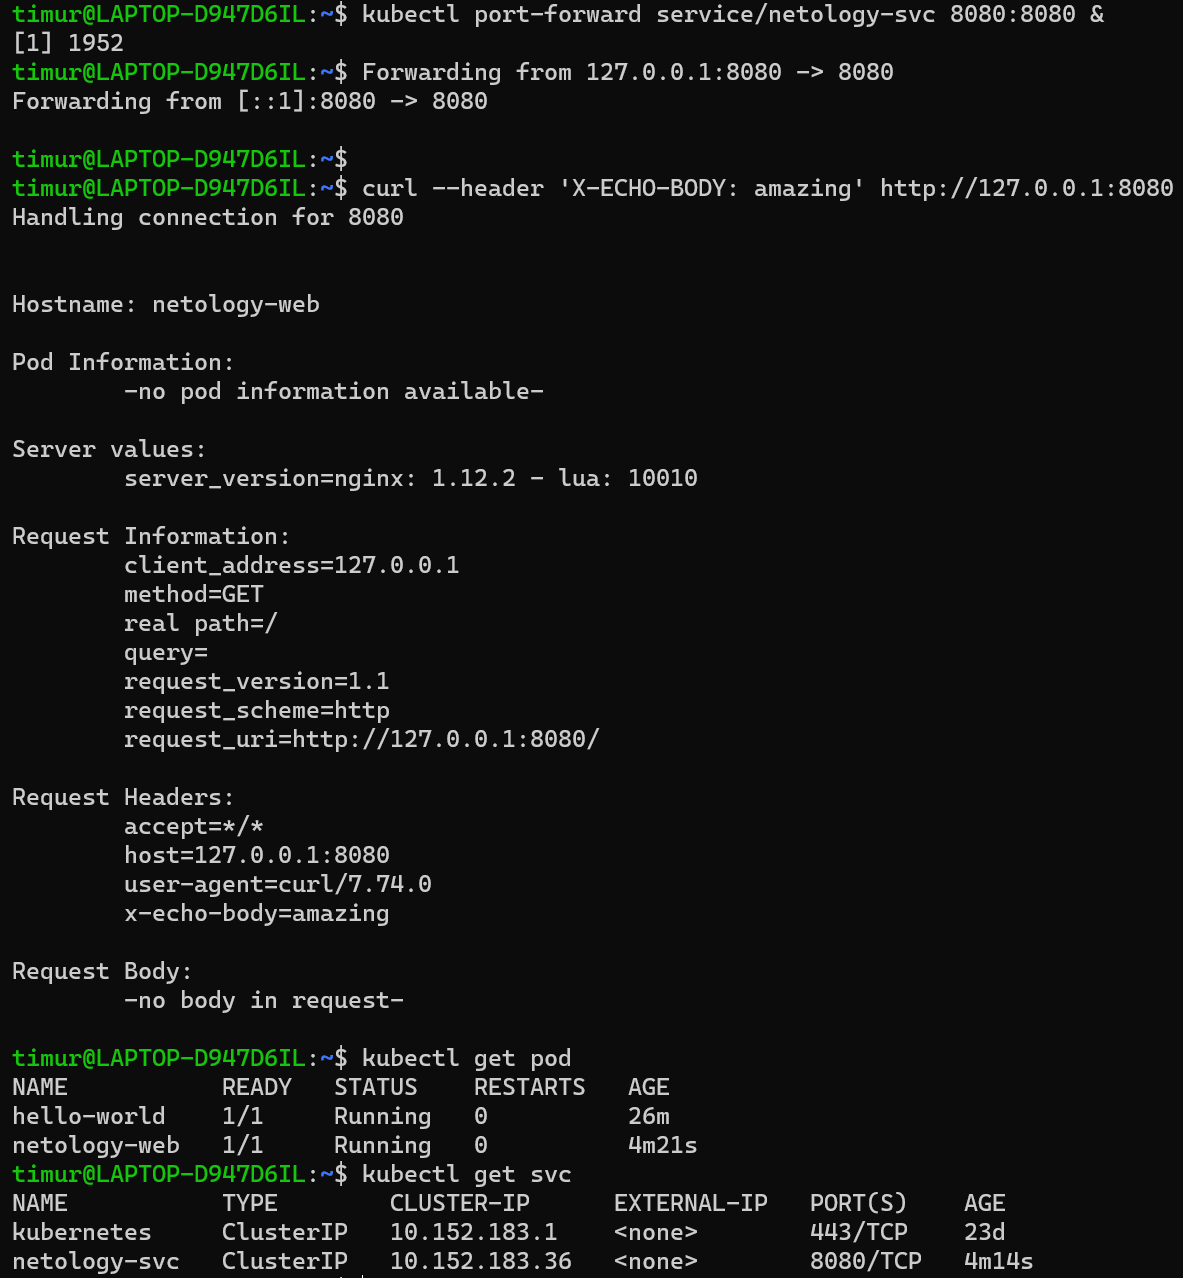 timur@LAPTOP-D947D6IL:~$ kubectl port-forward service/netology-svc 8080:8080 &
[1] 1952
timur@LAPTOP-D947D6IL:~$ Forwarding from 127.0.0.1:8080 -> 8080
Forwarding from [::1]:8080 -> 8080
timur@LAPTOP-D947D6IL:~$
timur@LAPTOP-D947D6IL:~$ curl --header 'X-ECHO-BODY: amazing' http://127.0.0.1:8080
Handling connection for 8080
Hostname: netology-web
Pod Information:
-no pod information available-
Server values:
server_version=nginx: 1.12.2 - lua: 10010
Request Information:
client_address=127.0.0.1
method=GET
real path=/
query=
request_version=1.1
request_scheme=http
request_uri=http://127.0.0.1:8080/
Request Headers:
accept=*/*
host=127.0.0.1:8080
user-agent=curl/7.74.0
x-echo-body=amazing
Request Body:
-no body in request-
timur@LAPTOP-D947D6IL:~$ kubectl get pod
NAME READY STATUS RESTARTS AGE
hello-world 1/1 Running 0 26m
netology-web 1/1 Running 0 4m21s
timur@LAPTOP-D947D6IL:~$ kubectl get svc
NAME TYPE CLUSTER-IP EXTERNAL-IP PORT(S) AGE
kubernetes ClusterIP 10.152.183.1 <none> 443/TCP 23d
netology-svc ClusterIP 10.152.183.36 <none> 8080/TCP 4m14s